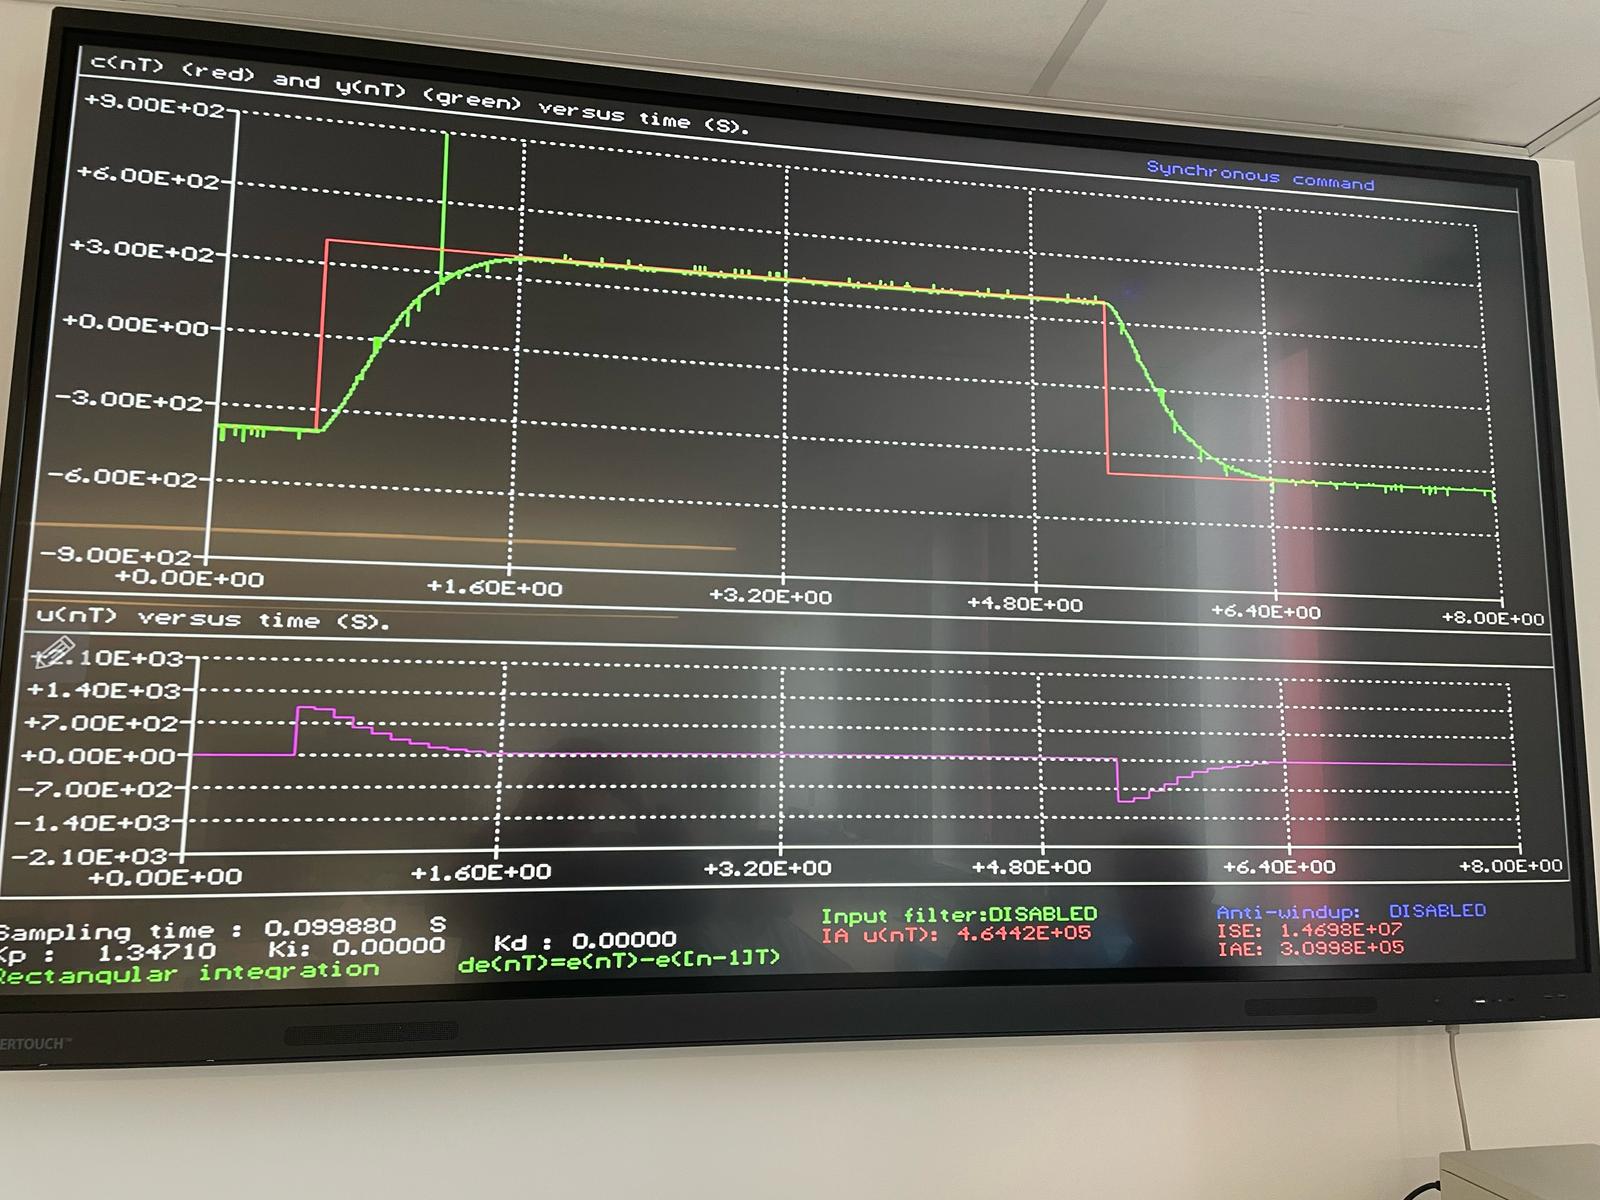 c(nT) (red) and y(nT) (green) versus time (S).
Synchronous command
+9.00E+02
+6.00E+02
+3.00E+02
+0.00E+00
-3.00E+02
-6.00E+02
-9.00E+02
+0.00E+00 +1.60E+00 +3.20E+00 +4.80E+00 +6.40E+00 +8.00E+00
u(nT) versus time (S).
+2.10E+03
+1.40E+03
+7.00E+02
+0.00E+00
-7.00E+02
-1.40E+03
-2.10E+03
+0.00E+00 +1.60E+00 +3.20E+00 +4.80E+00 +6.40E+00 +8.00E+00
Sampling time : 0.099880 S
Kp : 1.34710 Ki: 0.00000 Kd : 0.00000
Rectangular integration de(nT)=e(nT)-e([n-1]T)
Input filter:DISABLED
IA u(nT): 4.6442E+05
Anti-windup: DISABLED
ISE: 1.4698E+07
IAE: 3.0998E+05
ERTOUCH™